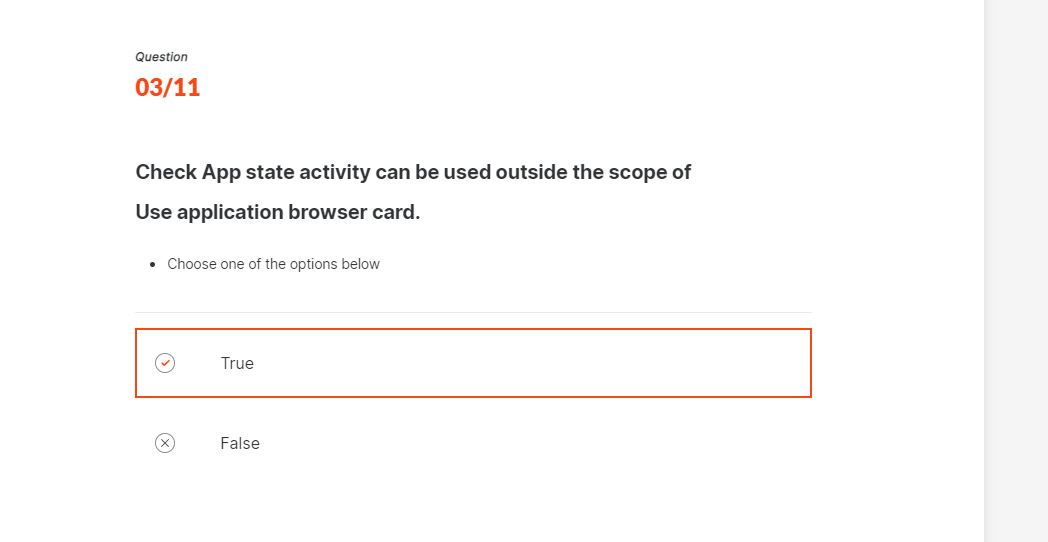 Question
03/11
Check App state activity can be used outside the scope of
Use application browser card.
Choose one of the options below
True
False